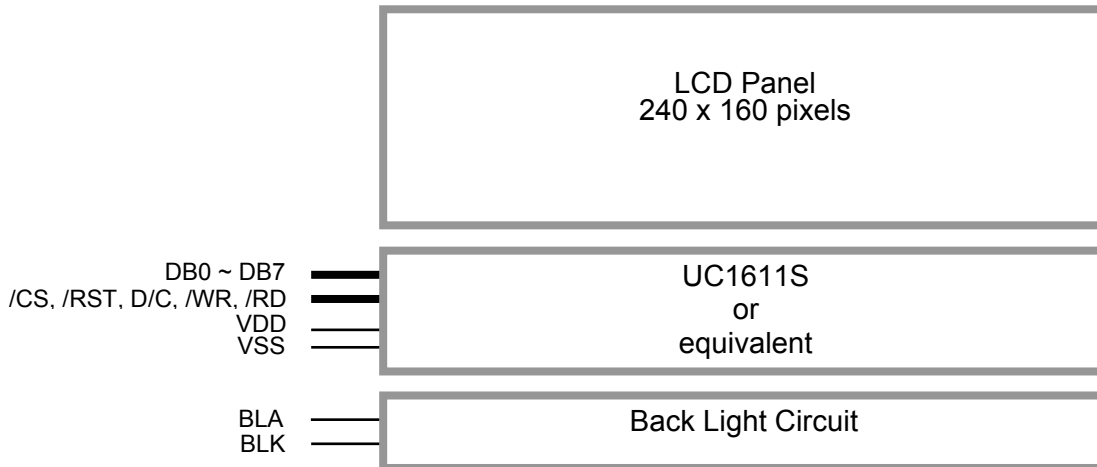 LCD Panel
240 x 160 pixels
DB0 ~ DB7
/CS, /RST, D/C, /WR, /RD
VDD
VSS
UC1611S
or
equivalent
BLA
BLK
Back Light Circuit